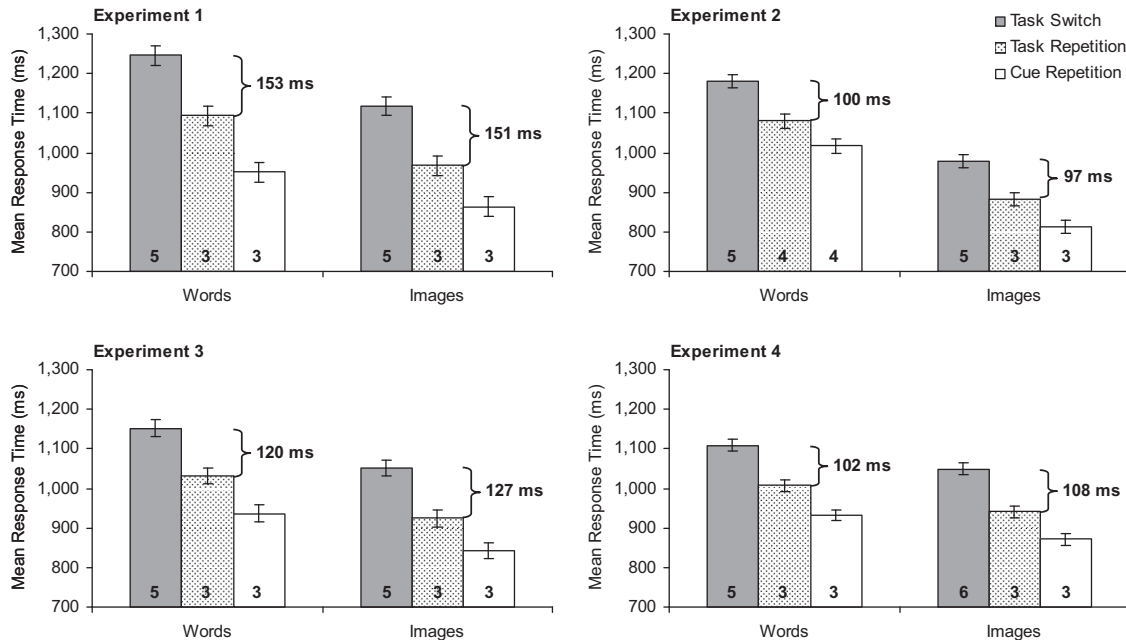 Experiment 1
Mean Response Time (ms)
1,300
1,200
1,100
1,000
900
800
700
153 ms
151 ms
5 3 3
5 3 3
Words
Images
Experiment 2
Mean Response Time (ms)
1,300
1,200
1,100
1,000
900
800
700
Task Switch
Task Repetition
Cue Repetition
100 ms
97 ms
5 4 4
5 3 3
Words
Images
Experiment 3
Mean Response Time (ms)
1,300
1,200
1,100
1,000
900
800
700
120 ms
127 ms
5 3 3
5 3 3
Words
Images
Experiment 4
Mean Response Time (ms)
1,300
1,200
1,100
1,000
900
800
700
102 ms
108 ms
5 3 3
6 3 3
Words
Images